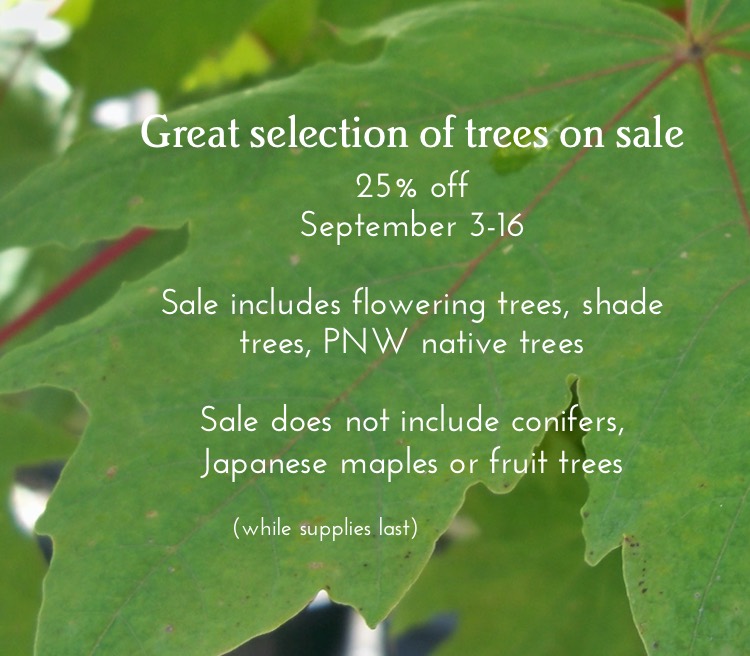 Great selection of trees on sale
25% off
September 3-16
Sale includes flowering trees, shade
trees, PNW native trees
Sale does not include conifers,
Japanese maples or fruit trees
(while supplies last)